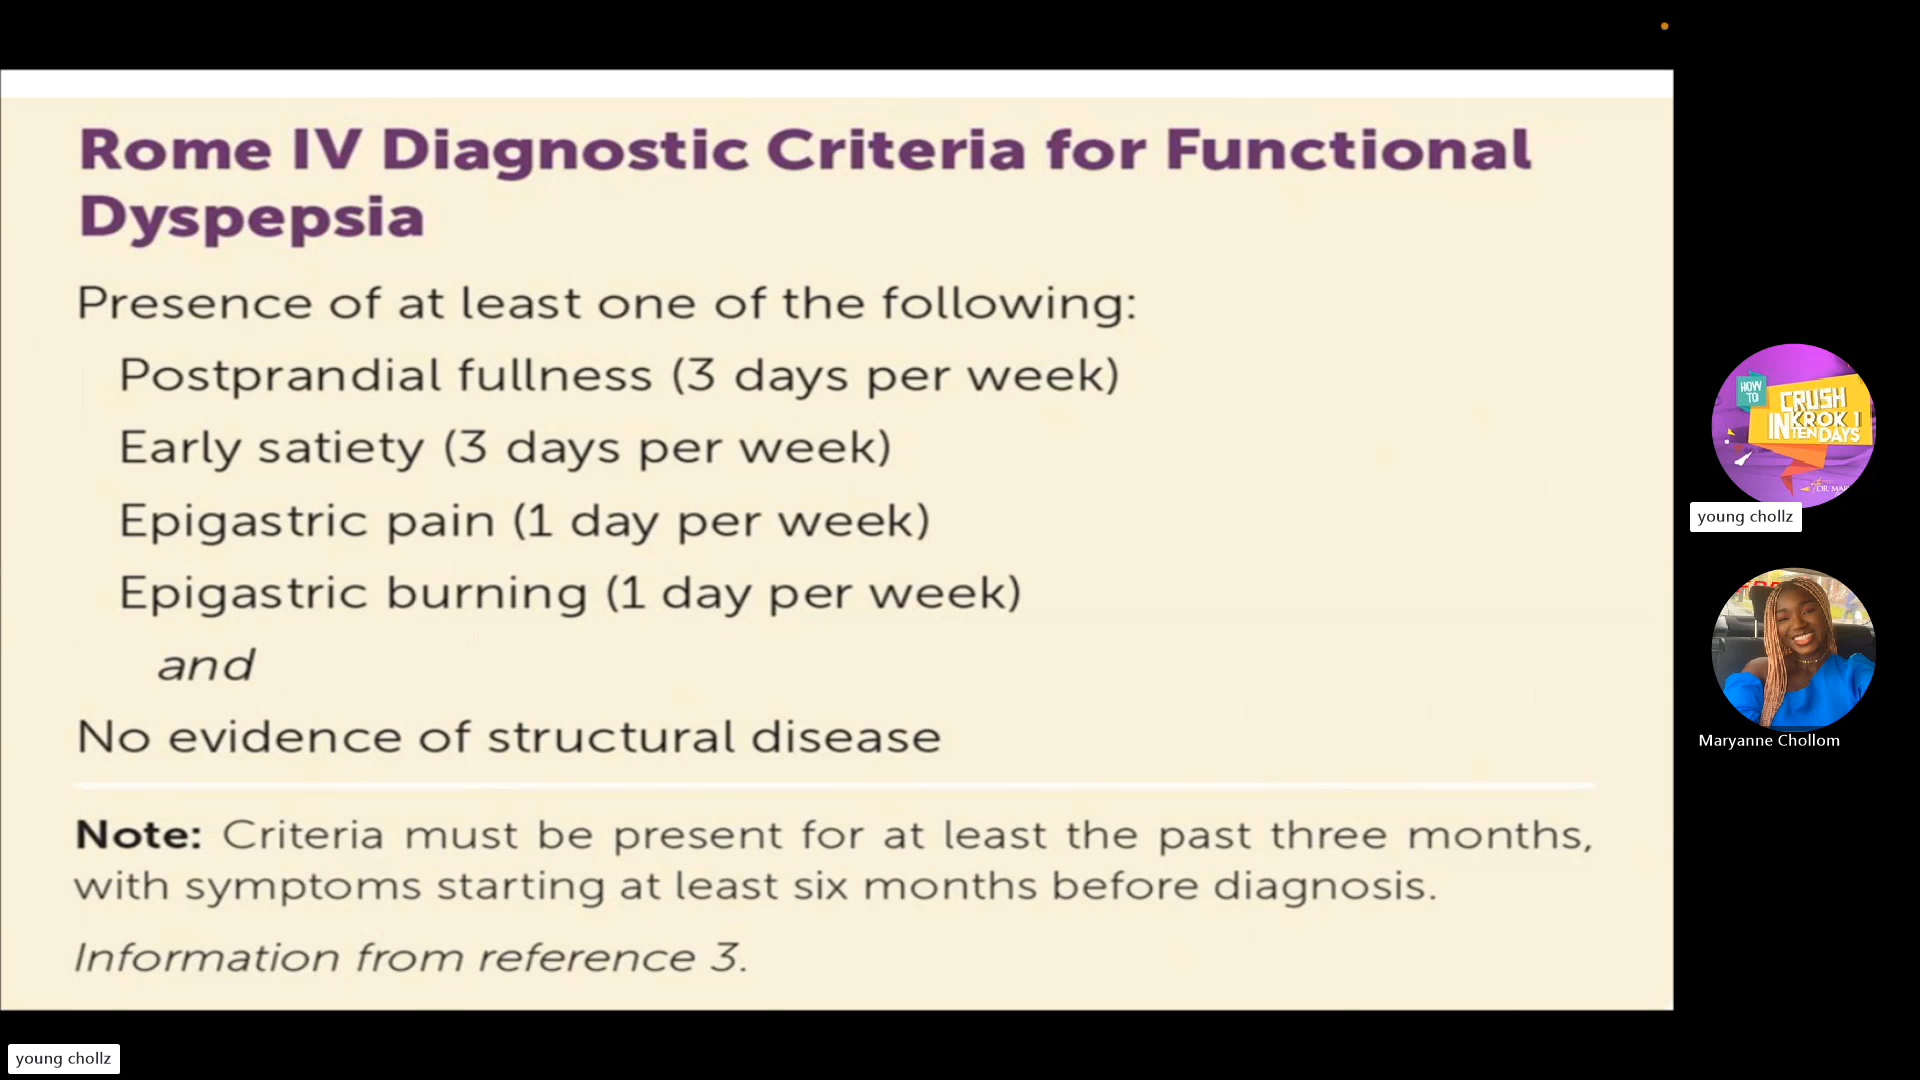 Rome IV Diagnostic Criteria for Functional
Dyspepsia
Presence of at least one of the following:
Postprandial fullness (3 days per week)
Early satiety (3 days per week)
Epigastric pain (1 day per week)
Epigastric burning (1 day per week)
and
No evidence of structural disease
Note: Criteria must be present for at least the past three months,
with symptoms starting at least six months before diagnosis.
Information from reference 3.
HOW
TO
CRUSH
KROK 1
IN TEN DAYS
young chollz
Maryanne Chollom
young chollz